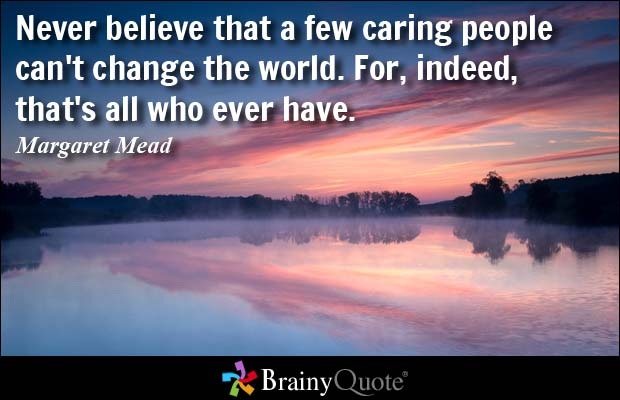 Never believe that a few caring people
can't change the world. For, indeed,
that's all who ever have.
Margaret Mead
BrainyQuote®